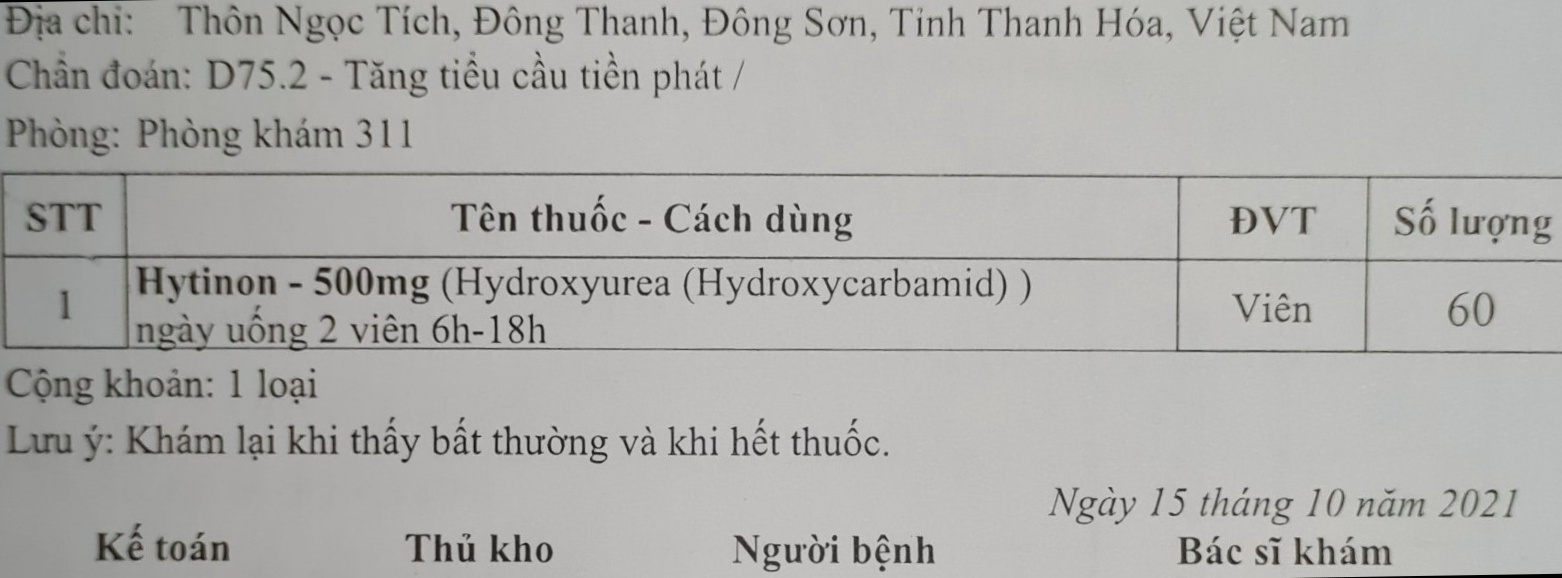 Địa chỉ: Thôn Ngọc Tích, Đông Thanh, Đông Sơn, Tỉnh Thanh Hóa, Việt Nam
Chẩn đoán: D75.2 - Tăng tiểu cầu tiền phát /
Phòng: Phòng khám 311
STT Tên thuốc - Cách dùng ĐVT Số lượng
1 Hytinon - 500mg (Hydroxyurea (Hydroxycarbamid) ) Viên 60
ngày uống 2 viên 6h-18h
Cộng khoản: 1 loại
Lưu ý: Khám lại khi thấy bất thường và khi hết thuốc.
Ngày 15 tháng 10 năm 2021
Kế toán Thủ kho Người bệnh Bác sĩ khám